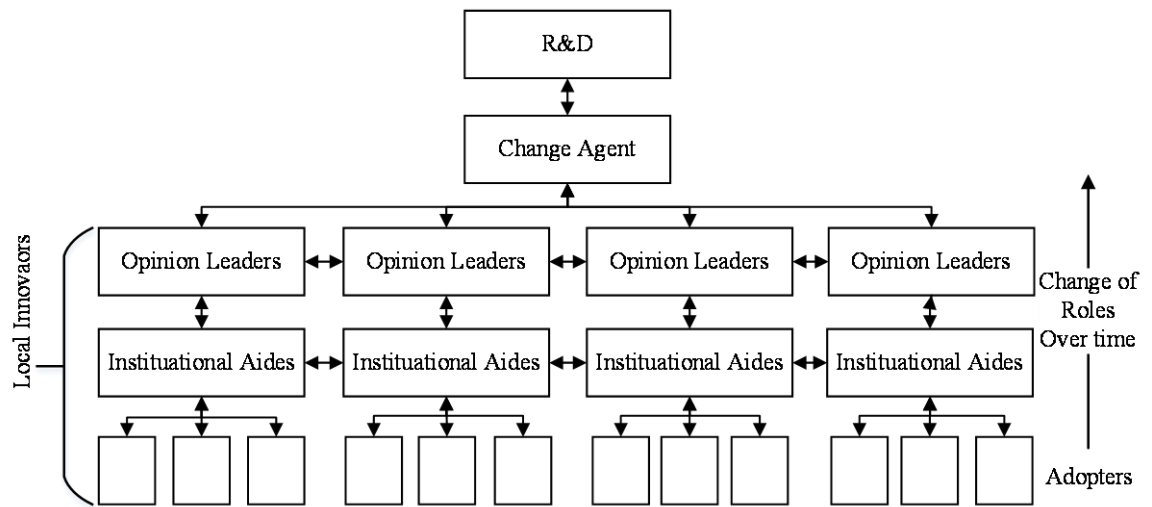 R&D
Change Agent
Opinion Leaders
Opinion Leaders
Opinion Leaders
Opinion Leaders
Instituational Aides
Instituational Aides
Instituational Aides
Instituational Aides
Local Innovaors
Change of
Roles
Over time
Adopters